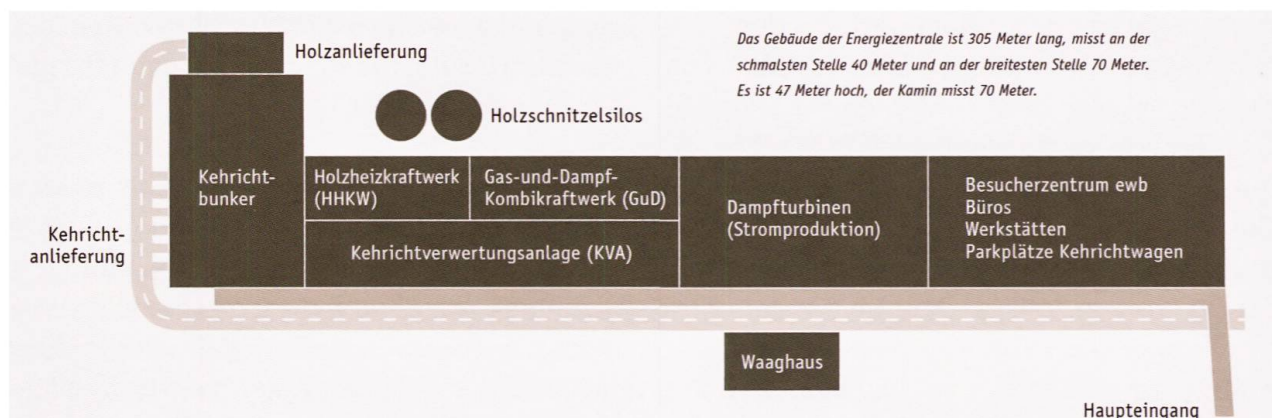 Holzanlieferung
Das Gebäude der Energiezentrale ist 305 Meter lang, misst an der
schmalsten Stelle 40 Meter und an der breitesten Stelle 70 Meter.
Es ist 47 Meter hoch, der Kamin misst 70 Meter.
Holzschnitzelsilos
Kehricht-
bunker
Holzheizkraftwerk
(HHKW)
Gas-und-Dampf-
Kombikraftwerk (GuD)
Dampfturbinen
(Stromproduktion)
Besucherzentrum ewb
Büros
Werkstätten
Parkplätze Kehrichtwagen
Kehricht-
anlieferung
Kehrichtverwertungsanlage (KVA)
Waaghaus
Haupteingang